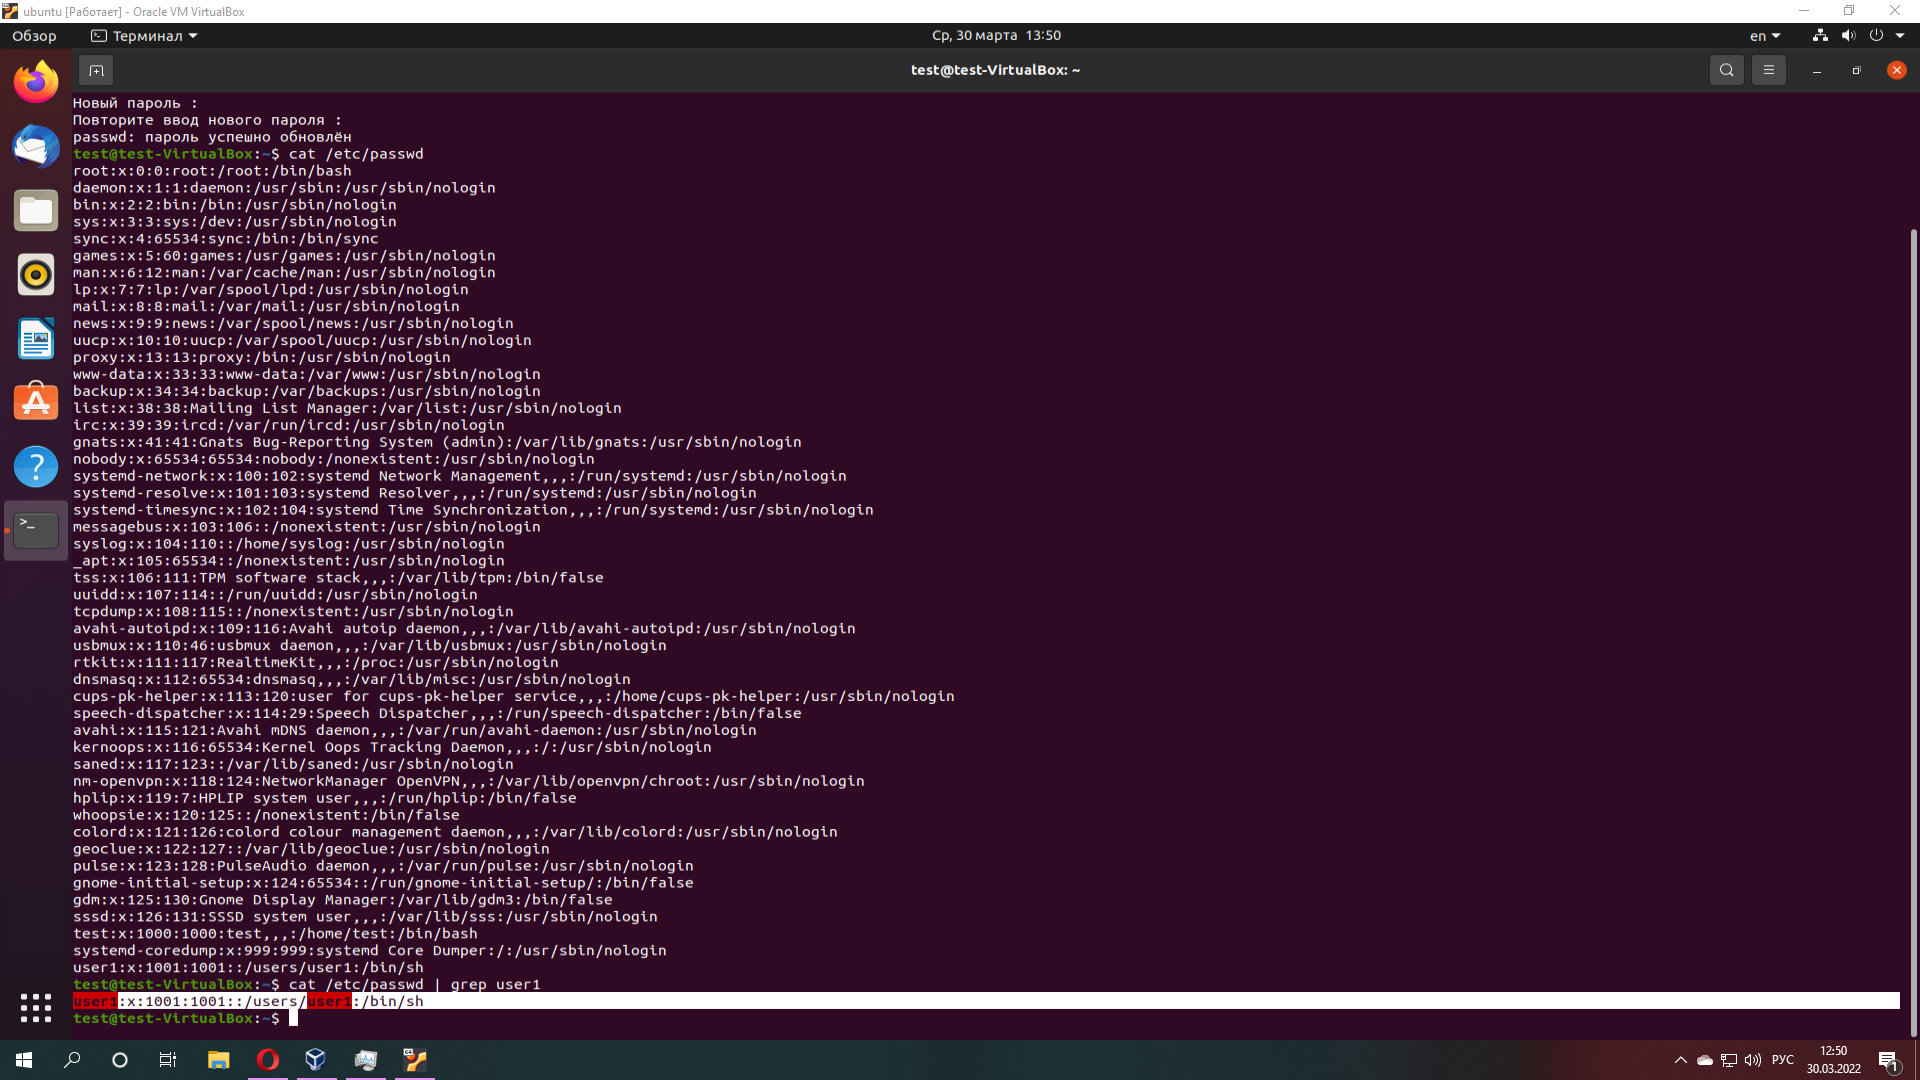 ubuntu [Работает] - Oracle VM VirtualBox
Обзор
Терминал
Ср, 30 марта 13:50
en
test@test-VirtualBox: ~
Новый пароль :
Повторите ввод нового пароля :
passwd: пароль успешно обновлён
test@test-VirtualBox:~$ cat /etc/passwd
root:x:0:0:root:/root:/bin/bash
daemon:x:1:1:daemon:/usr/sbin:/usr/sbin/nologin
bin:x:2:2:bin:/bin:/usr/sbin/nologin
sys:x:3:3:sys:/dev:/usr/sbin/nologin
sync:x:4:65534:sync:/bin:/bin/sync
games:x:5:60:games:/usr/games:/usr/sbin/nologin
man:x:6:12:man:/var/cache/man:/usr/sbin/nologin
lp:x:7:7:lp:/var/spool/lpd:/usr/sbin/nologin
mail:x:8:8:mail:/var/mail:/usr/sbin/nologin
news:x:9:9:news:/var/spool/news:/usr/sbin/nologin
uucp:x:10:10:uucp:/var/spool/uucp:/usr/sbin/nologin
proxy:x:13:13:proxy:/bin:/usr/sbin/nologin
www-data:x:33:33:www-data:/var/www:/usr/sbin/nologin
backup:x:34:34:backup:/var/backups:/usr/sbin/nologin
list:x:38:38:Mailing List Manager:/var/list:/usr/sbin/nologin
irc:x:39:39:ircd:/var/run/ircd:/usr/sbin/nologin
gnats:x:41:41:Gnats Bug-Reporting System (admin):/var/lib/gnats:/usr/sbin/nologin
nobody:x:65534:65534:nobody:/nonexistent:/usr/sbin/nologin
systemd-network:x:100:102:systemd Network Management,,,:/run/systemd:/usr/sbin/nologin
systemd-resolve:x:101:103:systemd Resolver,,,:/run/systemd:/usr/sbin/nologin
systemd-timesync:x:102:104:systemd Time Synchronization,,,:/run/systemd:/usr/sbin/nologin
messagebus:x:103:106::/nonexistent:/usr/sbin/nologin
syslog:x:104:110::/home/syslog:/usr/sbin/nologin
_apt:x:105:65534::/nonexistent:/usr/sbin/nologin
tss:x:106:111:TPM software stack,,,:/var/lib/tpm:/bin/false
uuidd:x:107:114::/run/uuidd:/usr/sbin/nologin
tcpdump:x:108:115::/nonexistent:/usr/sbin/nologin
avahi-autoipd:x:109:116:Avahi autoip daemon,,,:/var/lib/avahi-autoipd:/usr/sbin/nologin
usbmux:x:110:46:usbmux daemon,,,:/var/lib/usbmux:/usr/sbin/nologin
rtkit:x:111:117:RealtimeKit,,,:/proc:/usr/sbin/nologin
dnsmasq:x:112:65534:dnsmasq,,,:/var/lib/misc:/usr/sbin/nologin
cups-pk-helper:x:113:120:user for cups-pk-helper service,,,:/home/cups-pk-helper:/usr/sbin/nologin
speech-dispatcher:x:114:29:Speech Dispatcher,,,:/run/speech-dispatcher:/bin/false
avahi:x:115:121:Avahi mDNS daemon,,,:/var/run/avahi-daemon:/usr/sbin/nologin
kernoops:x:116:65534:Kernel Oops Tracking Daemon,,,:/:/usr/sbin/nologin
saned:x:117:123::/var/lib/saned:/usr/sbin/nologin
nm-openvpn:x:118:124:NetworkManager OpenVPN,,,:/var/lib/openvpn/chroot:/usr/sbin/nologin
hplip:x:119:7:HPLIP system user,,,:/run/hplip:/bin/false
whoopsie:x:120:125::/nonexistent:/bin/false
colord:x:121:126:colord colour management daemon,,,:/var/lib/colord:/usr/sbin/nologin
geoclue:x:122:127::/var/lib/geoclue:/usr/sbin/nologin
pulse:x:123:128:PulseAudio daemon,,,:/var/run/pulse:/usr/sbin/nologin
gnome-initial-setup:x:124:65534::/run/gnome-initial-setup/:/bin/false
gdm:x:125:130:Gnome Display Manager:/var/lib/gdm3:/bin/false
sssd:x:126:131:SSSD system user,,,:/var/lib/sss:/usr/sbin/nologin
test:x:1000:1000:test,,,:/home/test:/bin/bash
systemd-coredump:x:999:999:systemd Core Dumper:/:/usr/sbin/nologin
user1:x:1001:1001::/users/user1:/bin/sh
test@test-VirtualBox:~$ cat /etc/passwd | grep user1
user1:x:1001:1001::/users/user1:/bin/sh
test@test-VirtualBox:~$
РУС
12:50
30.03.2022
1